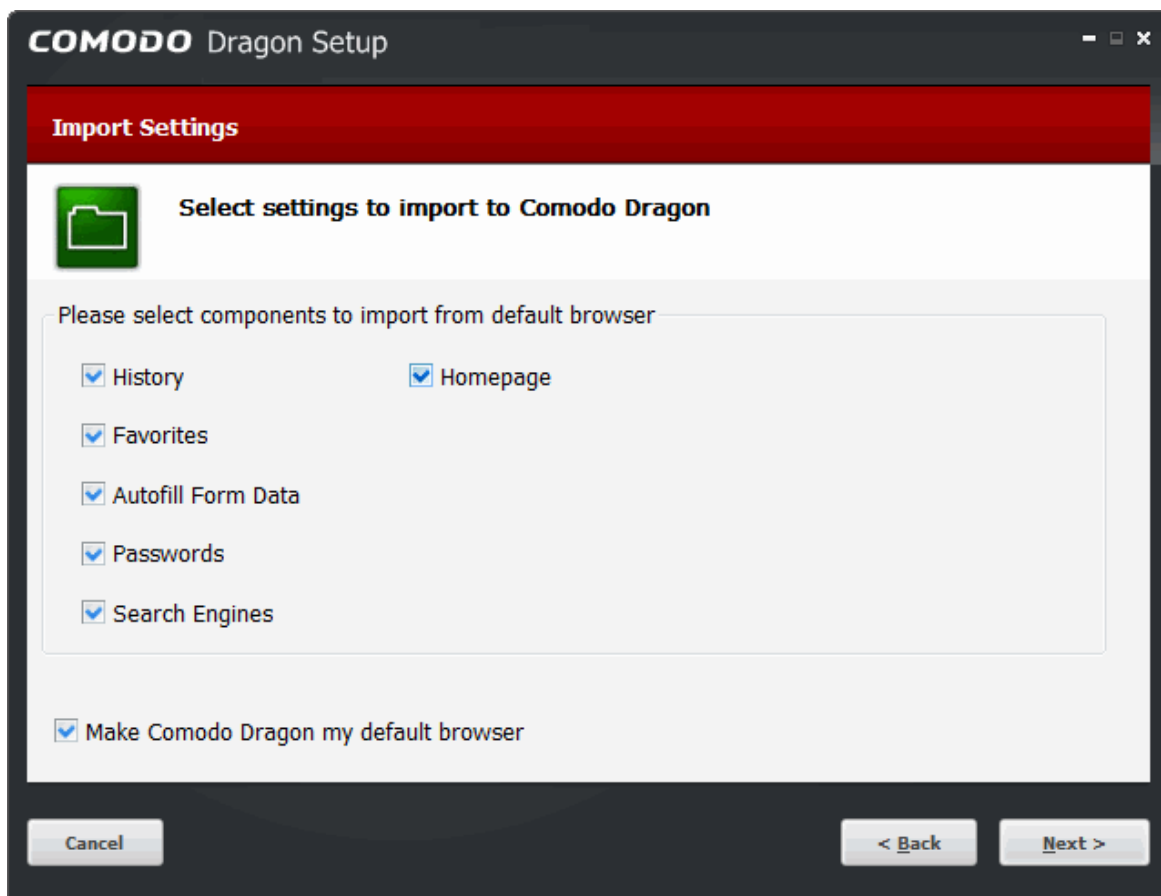 COMODO Dragon Setup
Import Settings
Select settings to import to Comodo Dragon
Please select components to import from default browser
History
Homepage
Favorites
Autofill Form Data
Passwords
Search Engines
Make Comodo Dragon my default browser
Cancel
< Back
Next >